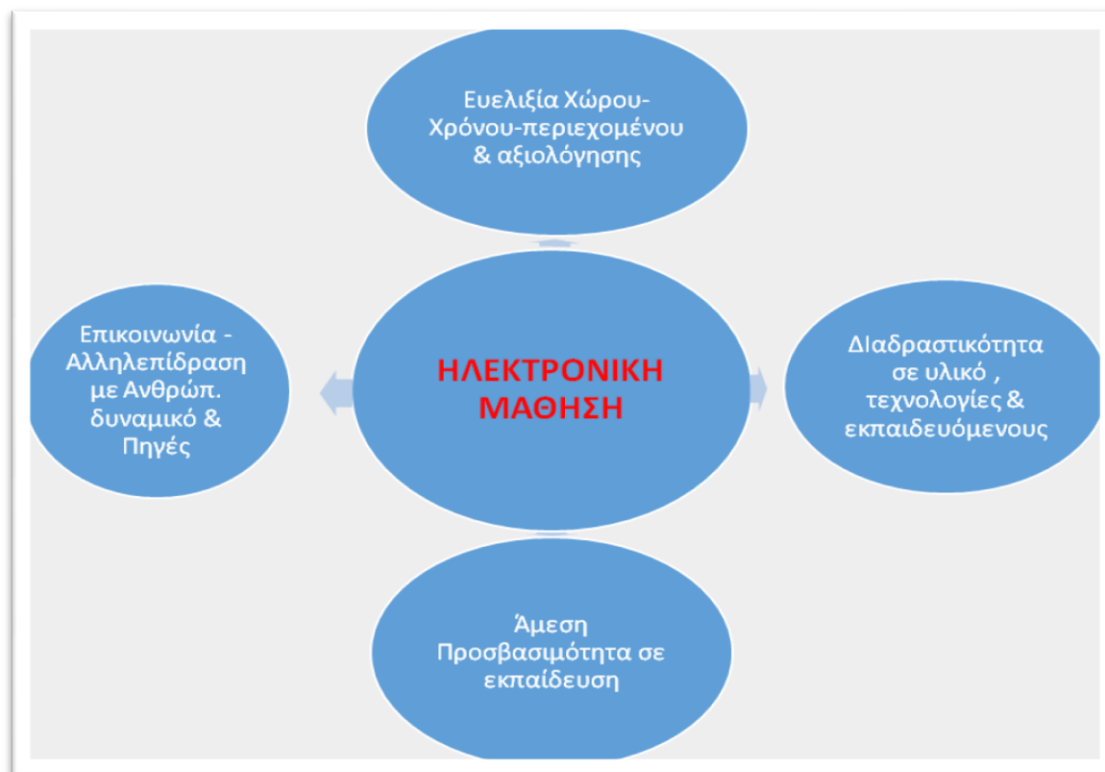 Ευελιξία Χώρου-
Χρόνου-περιεχομένου
& αξιολόγησης
Επικοινωνία -
Αλληλεπίδραση
με Ανθρώπ.
δυναμικό &
Πηγές
ΗΛΕΚΤΡΟΝΙΚΗ
ΜΑΘΗΣΗ
ΔΙαδραστικότητα
σε υλικό ,
τεχνολογίες &
εκπαιδευόμενους
Άμεση
Προσβασιμότητα σε
εκπαίδευση